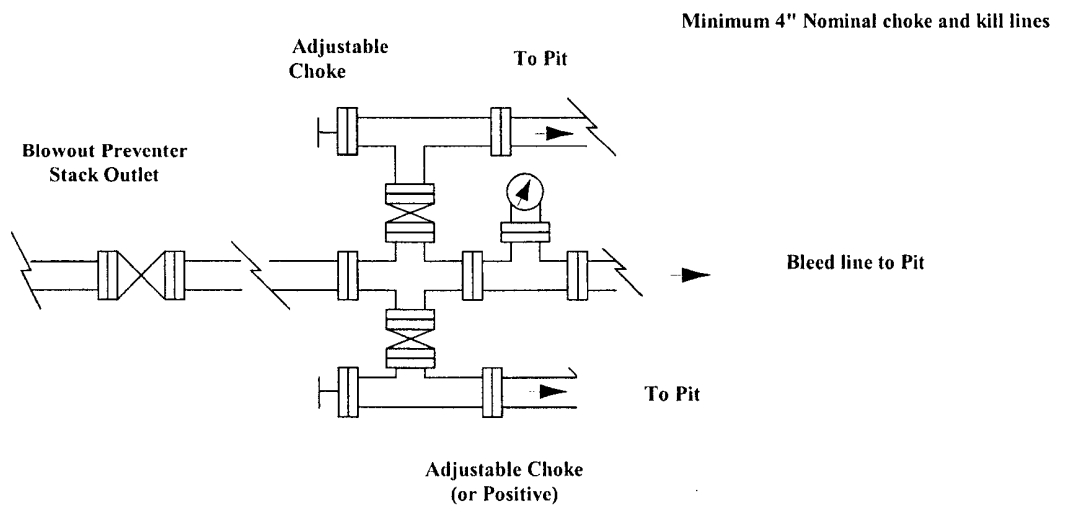 Minimum 4" Nominal choke and kill lines
Adjustable
Choke
To Pit
Blowout Preventer
Stack Outlet
Bleed line to Pit
To Pit
Adjustable Choke
(or Positive)